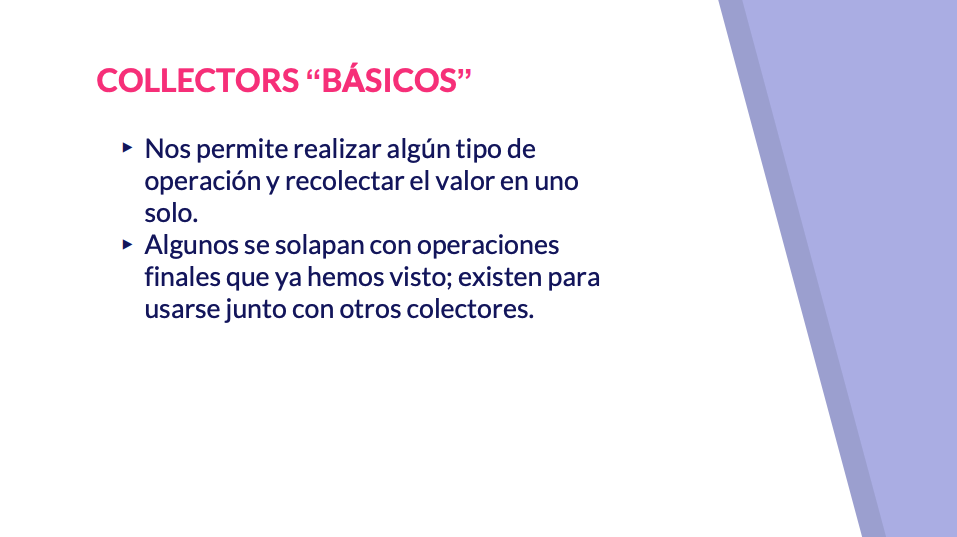 COLLECTORS “BÁSICOS”
▸ Nos permite realizar algún tipo de
operación y recolectar el valor en uno
solo.
▸ Algunos se solapan con operaciones
finales que ya hemos visto; existen para
usarse junto con otros colectores.